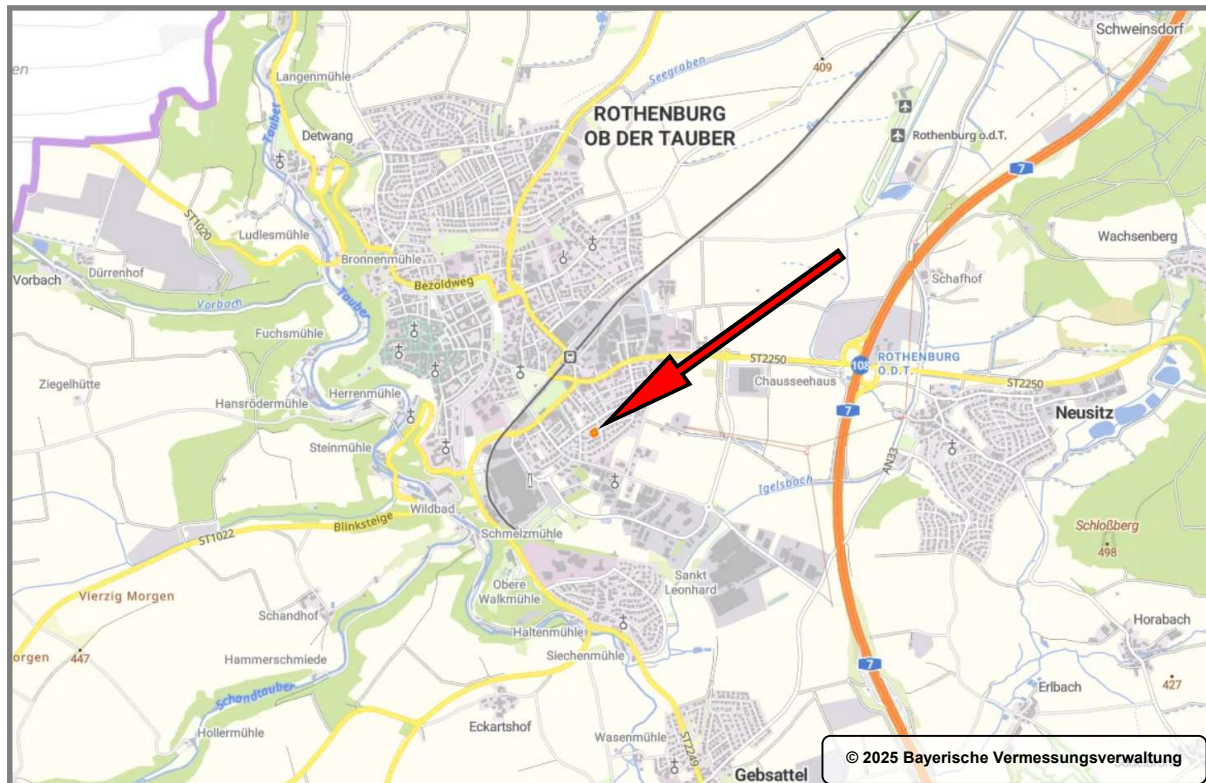 Schweinsdorf
en
Langenmühle
Seegraben
409
Tauber
ROTHENBURG
OB DER TAUBER
Rothenburg o.d.T.
Detwang
7
ST1020
Ludlesmühle
Wachsenberg
Bronnenmühle
Vorbach
Dürrenhof
Bezoldweg
Schafhof
Tauber
Vorbach
Fuchsmühle
ST2250
108
ROTHENBURG
O.D.T.
Ziegelhütte
Chausseehaus
ST2250
Herrenmühle
Hansrödermühle
7
Neusitz
Steinmühle
AN33
Igelsbach
Wildbad
Blinksteige
Schloßberg
498
ST1022
Schmelzmühle
Sankt
Leonhard
Obere
Walkmühle
Vierzig Morgen
Schandhof
Horabach
Haltenmühle
orgen
447
Hammerschmiede
Siechenmühle
7
Schandtauber
Erlbach
427
Eckartshof
Hollermühle
Wasenmühle
ST2249
Gebsattel
© 2025 Bayerische Vermessungsverwaltung